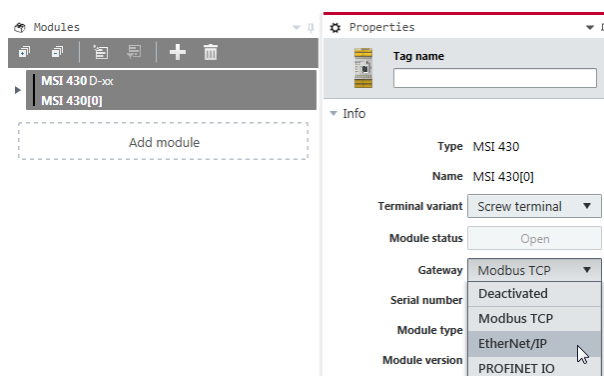 Modules
MSI 430 D-xx
MSI 430[0]
Add module
Properties
Tag name
Info
Type MSI 430
Name MSI 430[0]
Terminal variant Screw terminal
Module status Open
Gateway Modbus TCP
Serial number Deactivated
Modbus TCP
Module type
EtherNet/IP
Module version
PROFINET IO